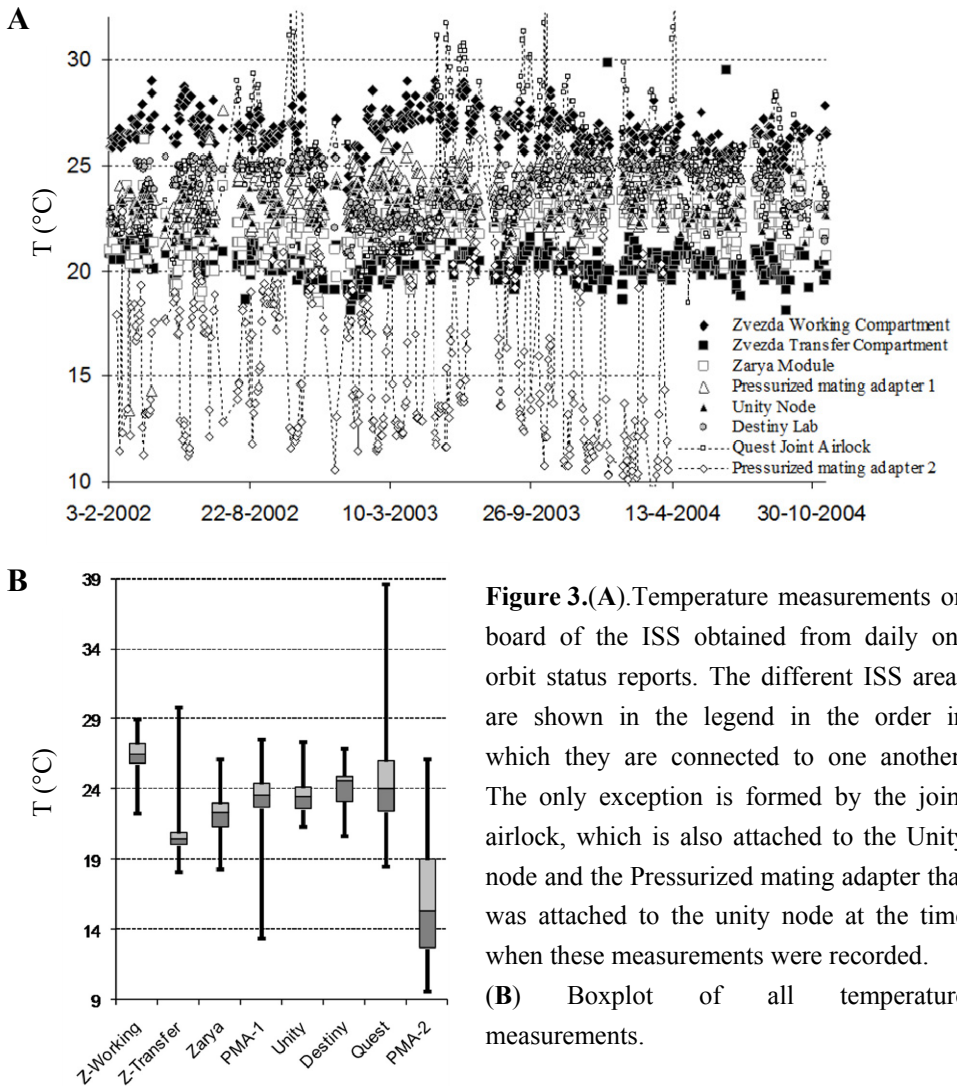 A
T (°C)
30
25
20
15
10
3-2-2002 22-8-2002 10-3-2003 26-9-2003 13-4-2004 30-10-2004
Zvezda Working Compartment
Zvezda Transfer Compartment
Zarya Module
Pressurized mating adapter 1
Unity Node
Destiny Lab
Quest Joint Airlock
Pressurized mating adapter 2
B
T (°C)
39
34
29
24
19
14
9
Z-Working Z-Transfer Zarya PMA-1 Unity Destiny Quest PMA-2
Figure 3.(A).Temperature measurements on
board of the ISS obtained from daily on
orbit status reports. The different ISS area
are shown in the legend in the order in
which they are connected to one another
The only exception is formed by the join
airlock, which is also attached to the Unity
node and the Pressurized mating adapter tha
was attached to the unity node at the time
when these measurements were recorded.
(B) Boxplot of all temperature
measurements.